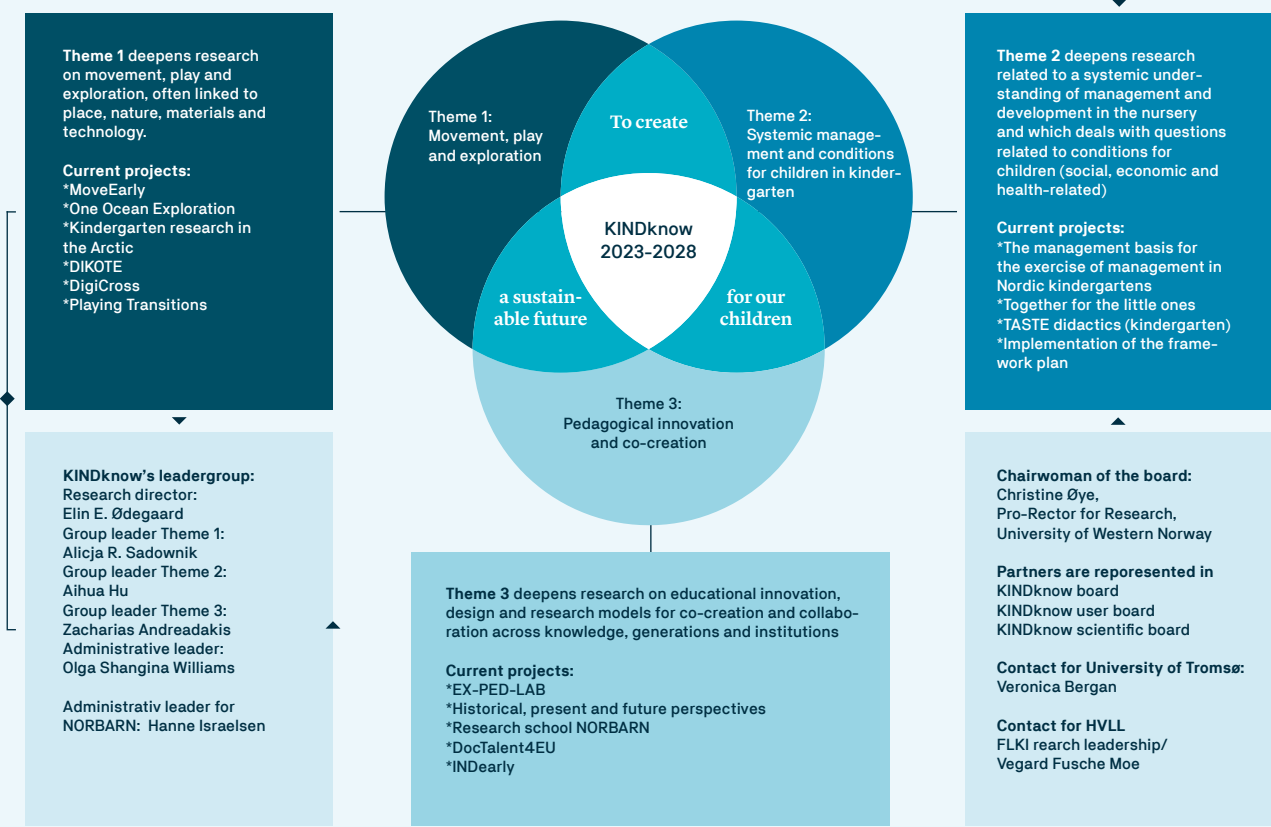 Theme 1 deepens research
on movement, play and
exploration, often linked to
place, nature, materials and
technology.
Current projects:
*MoveEarly
*One Ocean Exploration
*Kindergarten research in
the Arctic
*DIKOTE
*DigiCross
*Playing Transitions
Theme 1:
Movement, play
and exploration
To create
Theme 2:
Systemic manage-
ment and conditions
for children in kinder-
garten
KINDknow
2023-2028
a sustain-
able future
for our
children
Theme 3:
Pedagogical innovation
and co-creation
Theme 2 deepens research
related to a systemic under-
standing of management and
development in the nursery
and which deals with questions
related to conditions for
children (social, economic and
health-related)
Current projects:
*The management basis for
the exercise of management in
Nordic kindergartens
*Together for the little ones
*TASTE didactics (kindergarten)
*Implementation of the frame-
work plan
KINDknow's leadergroup:
Research director:
Elin E. Ødegaard
Group leader Theme 1:
Alicja R. Sadownik
Group leader Theme 2:
Aihua Hu
Group leader Theme 3:
Zacharias Andreadakis
Administrative leader:
Olga Shangina Williams
Administrativ leader for
NORBARN: Hanne Israelsen
Theme 3 deepens research on educational innovation,
design and research models for co-creation and collabo-
ration across knowledge, generations and institutions
Current projects:
*EX-PED-LAB
*Historical, present and future perspectives
*Research school NORBARN
*DocTalent4EU
*INDearly
Chairwoman of the board:
Christine Øye,
Pro-Rector for Research,
University of Western Norway
Partners are reporesented in
KINDknow board
KINDknow user board
KINDknow scientific board
Contact for University of Tromsø:
Veronica Bergan
Contact for HVLL
FLKI rearch leadership/
Vegard Fusche Moe